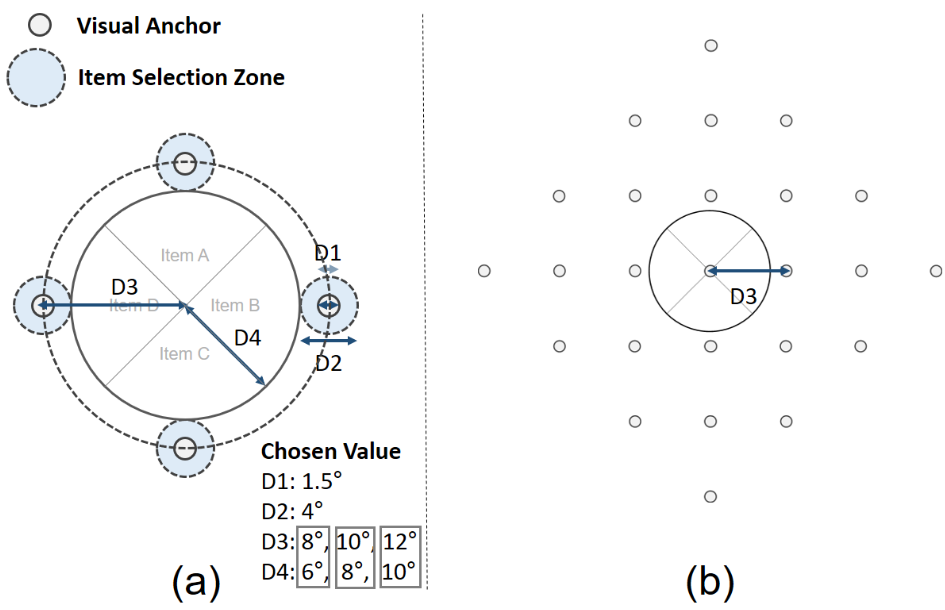 Visual Anchor
Item Selection Zone
Item A
D1
D3
Item D
Item B
D4
Item C
D2
Chosen Value
D1: 1.5°
D2: 4°
D3: 8°, 10°, 12°
D4: 6°, 8°, 10°
(a)
D3
(b)